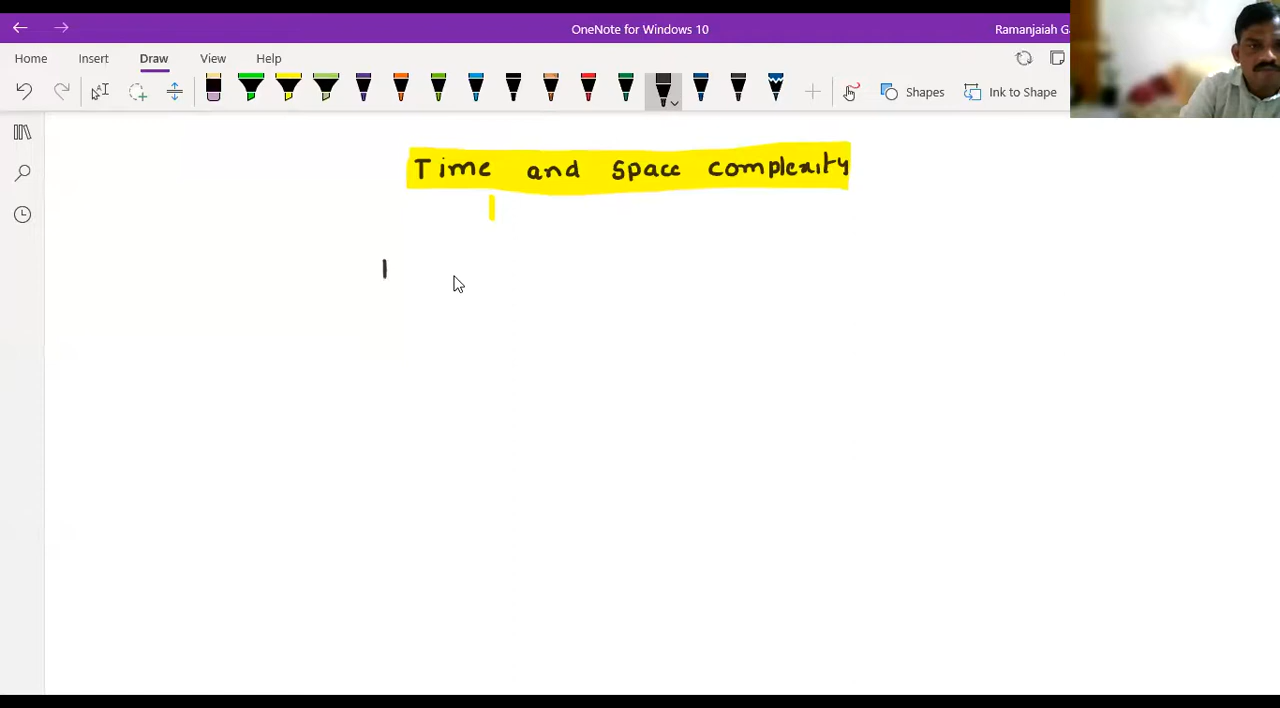 OneNote for Windows 10
Ramanjaiah G
Home Insert Draw View Help
Shapes Ink to Shape
Time and Space complexity